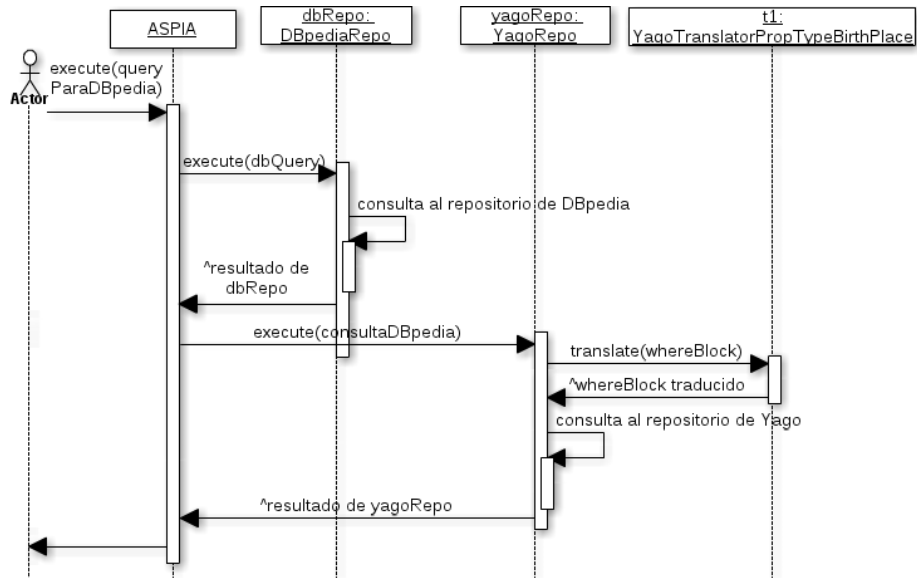 ASPIA
dbRepo:
DBpediaRepo
yagoRepo:
YagoRepo
t1:
YagoTranslatorPropTypeBirthPlace
Actor
execute(query
ParaDBpedia)
execute(dbQuery)
consulta al repositorio de DBpedia
^resultado de
dbRepo
execute(consultaDBpedia)
translate(whereBlock)
^whereBlock traducido
consulta al repositorio de Yago
^resultado de yagoRepo